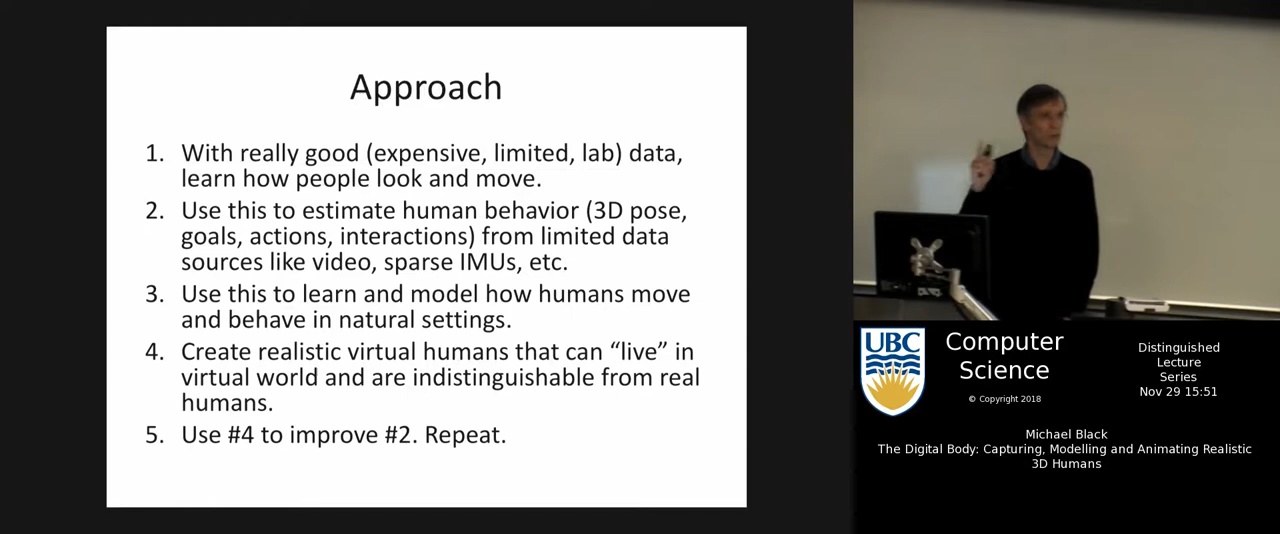 Approach
1. With really good (expensive, limited, lab) data,
learn how people look and move.
2. Use this to estimate human behavior (3D pose,
goals, actions, interactions) from limited data
sources like video, sparse IMUs, etc.
3. Use this to learn and model how humans move
and behave in natural settings.
4. Create realistic virtual humans that can “live” in
virtual world and are indistinguishable from real
humans.
5. Use #4 to improve #2. Repeat.
UBC
Computer
Science
© Copyright 2018
Distinguished
Lecture
Series
Nov 29 15:51
Michael Black
The Digital Body: Capturing, Modelling and Animating Realistic
3D Humans